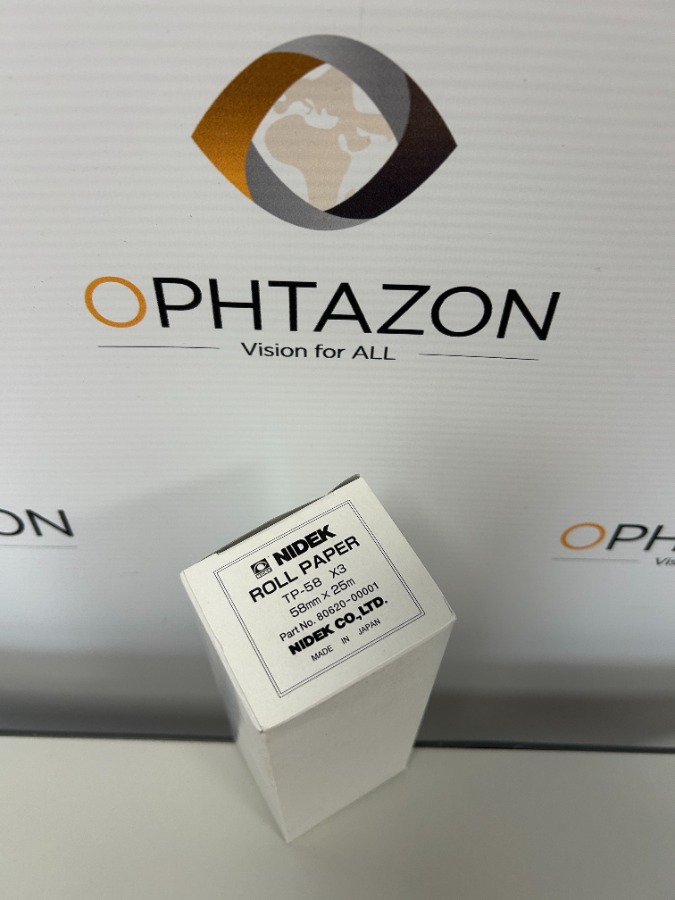 OPHTAZON
Vision for ALL
ON
OPH
Vis
NIDEK
ROLL PAPER
TP-58 X3
58mm X 25m
Part No. 80620-00001
NIDEK CO., LTD.
MADE IN JAPAN